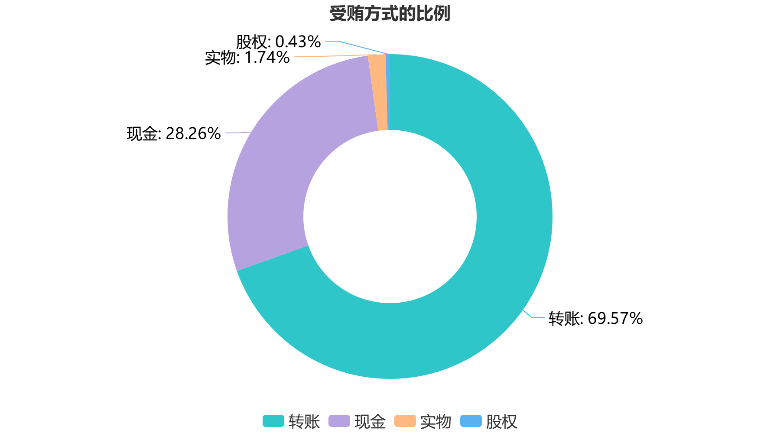 受贿方式的比例
股权: 0.43%
实物: 1.74%
现金: 28.26%
转账: 69.57%
转账 现金 实物 股权